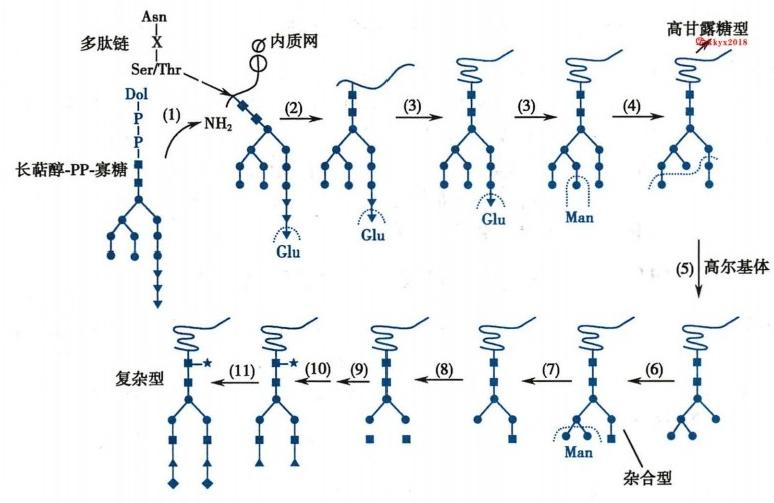 Asn
X
Ser/Thr
多肽链
内质网
高甘露糖型
kyx2018
Dol
P
P
长萜醇-PP-寡糖
(1)
NH2
(2)
(3)
(3)
(4)
Glu
Glu
Glu
Man
(5)
高尔基体
复杂型
(11)
(10)
(9)
(8)
(7)
(6)
Man
杂合型